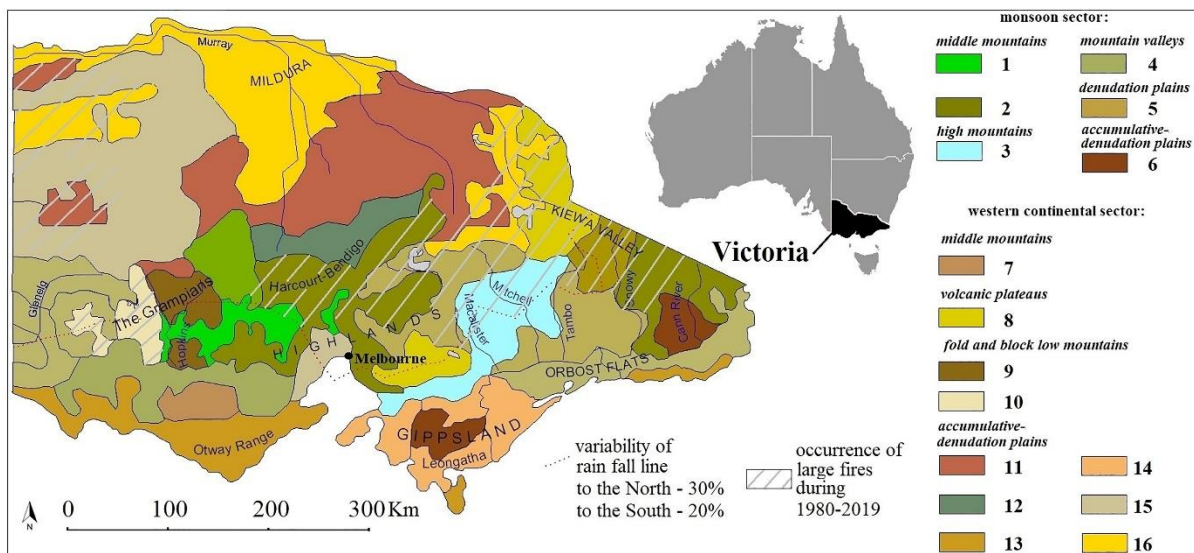 Murray
MILDURA
KIEWA VALLEY
Harcourt-Bendigo
Glenelg
The Grampians
Hopkins
HIGHLANDS
Melbourne
Macalister
Mitchell
Trambo
Snowy
Cann River
ORBOST FLATS
Otway Range
GIPPSLAND
Leongatha
Victoria
N
0 100 200 300 Km
variability of
rain fall line
to the North - 30%
to the South - 20%
occurrence of
large fires
during
1980-2019
monsoon sector:
middle mountains
1
2
high mountains
3
mountain valleys
4
denudation plains
5
accumulative-
denudation plains
6
western continental sector:
middle mountains
7
volcanic plateaus
8
fold and block low mountains
9
10
accumulative-
denudation plains
11
12
13
14
15
16